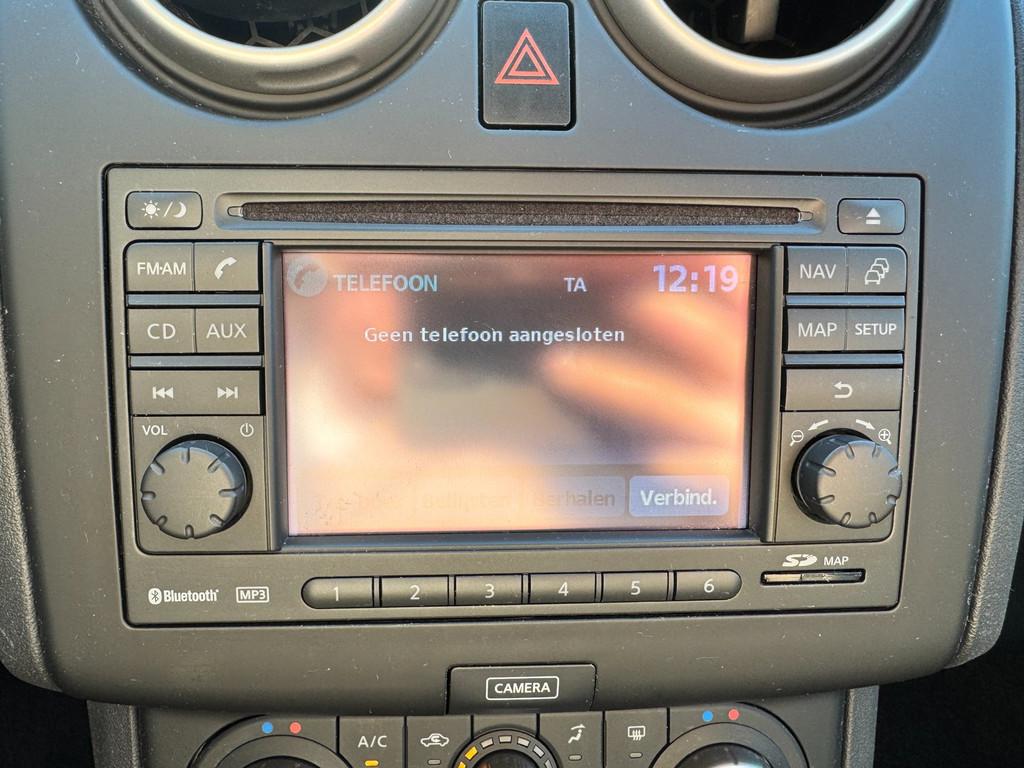 FM·AM
CD
AUX
VOL
TELEFOON TA 12:19
Geen telefoon aangesloten
Verbind.
NAV
MAP
SETUP
Bluetooth
MP3
1 2 3 4 5 6
SD MAP
CAMERA
A/C